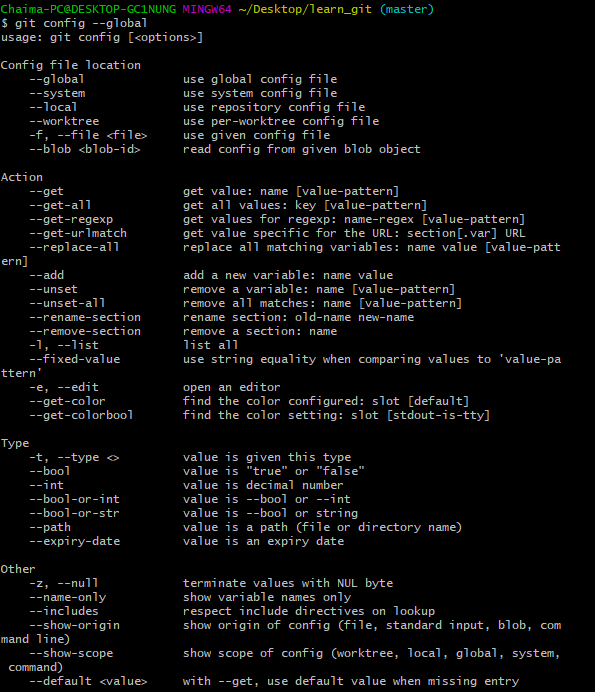 Chaima-PC@DESKTOP-GC1NUNG MINGW64 ~/Desktop/learn_git (master)
$ git config --global
usage: git config [<options>]

Config file location
    --global              use global config file
    --system              use system config file
    --local               use repository config file
    --worktree            use per-worktree config file
    -f, --file <file>     use given config file
    --blob <blob-id>      read config from given blob object

Action
    --get                 get value: name [value-pattern]
    --get-all             get all values: key [value-pattern]
    --get-regexp          get values for regexp: name-regex [value-pattern]
    --get-urlmatch        get value specific for the URL: section[.var] URL
    --replace-all         replace all matching variables: name value [value-patt
ern]
    --add                 add a new variable: name value
    --unset               remove a variable: name [value-pattern]
    --unset-all           remove all matches: name [value-pattern]
    --rename-section      rename section: old-name new-name
    --remove-section      remove a section: name
    -l, --list            list all
    --fixed-value         use string equality when comparing values to 'value-pa
ttern'
    -e, --edit            open an editor
    --get-color           find the color configured: slot [default]
    --get-colorbool       find the color setting: slot [stdout-is-tty]

Type
    -t, --type <>         value is given this type
    --bool                value is "true" or "false"
    --int                 value is decimal number
    --bool-or-int         value is --bool or --int
    --bool-or-str         value is --bool or string
    --path                value is a path (file or directory name)
    --expiry-date         value is an expiry date

Other
    -z, --null            terminate values with NUL byte
    --name-only           show variable names only
    --includes            respect include directives on lookup
    --show-origin         show origin of config (file, standard input, blob, com
mand line)
    --show-scope          show scope of config (worktree, local, global, system,
 command)
    --default <value>     with --get, use default value when missing entry